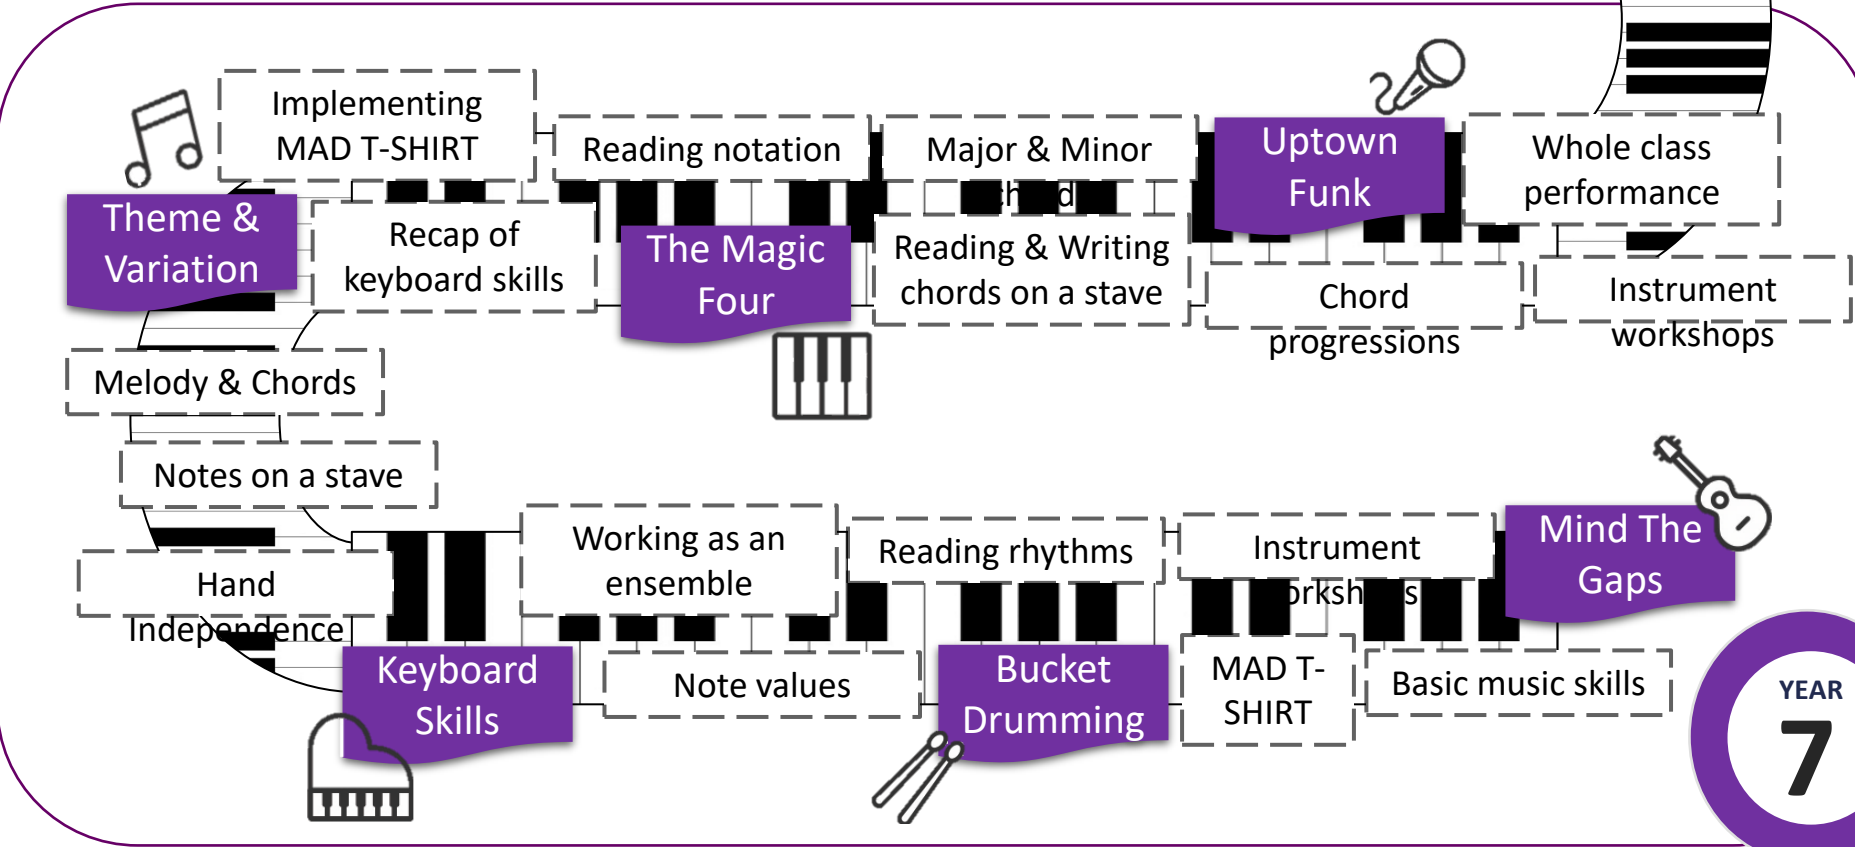 Implementing
MAD T-SHIRT
Reading notation
Major & Minor
chord
Uptown
Funk
Whole class
performance
Theme &
Variation
Recap of
keyboard skills
The Magic
Four
Reading & Writing
chords on a stave
Chord
progressions
Instrument
workshops
Melody & Chords
Notes on a stave
Hand
Independence
Working as an
ensemble
Reading rhythms
Instrument
Mind The
Gaps
Keyboard
Skills
Note values
Bucket
Drumming
MAD T-
SHIRT
Basic music skills
YEAR
7